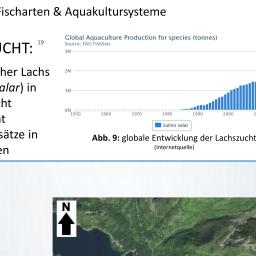 Fischarten & Aquakultursysteme
UCHT: 19
her Lachs
alar) in
cht
nt
sätze in
en
Global Aquaculture Production for species (tonnes)
Source: FAO FishStat
3M
2M
1M
0M
1950 1960 1970 1980 1990 2000
Salmo salar
Abb. 9: globale Entwicklung der Lachszucht
(Internetquelle)
N